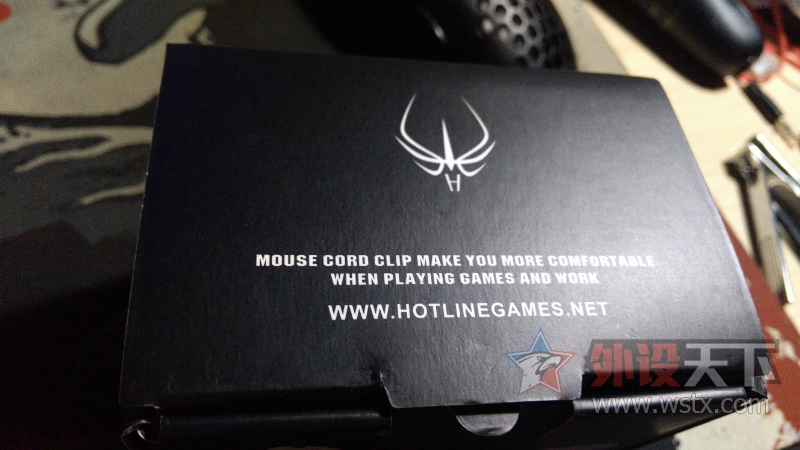 H
MOUSE CORD CLIP MAKE YOU MORE COMFORTABLE
WHEN PLAYING GAMES AND WORK
WWW.HOTLINEGAMES.NET
外设天下
www.wstx.com